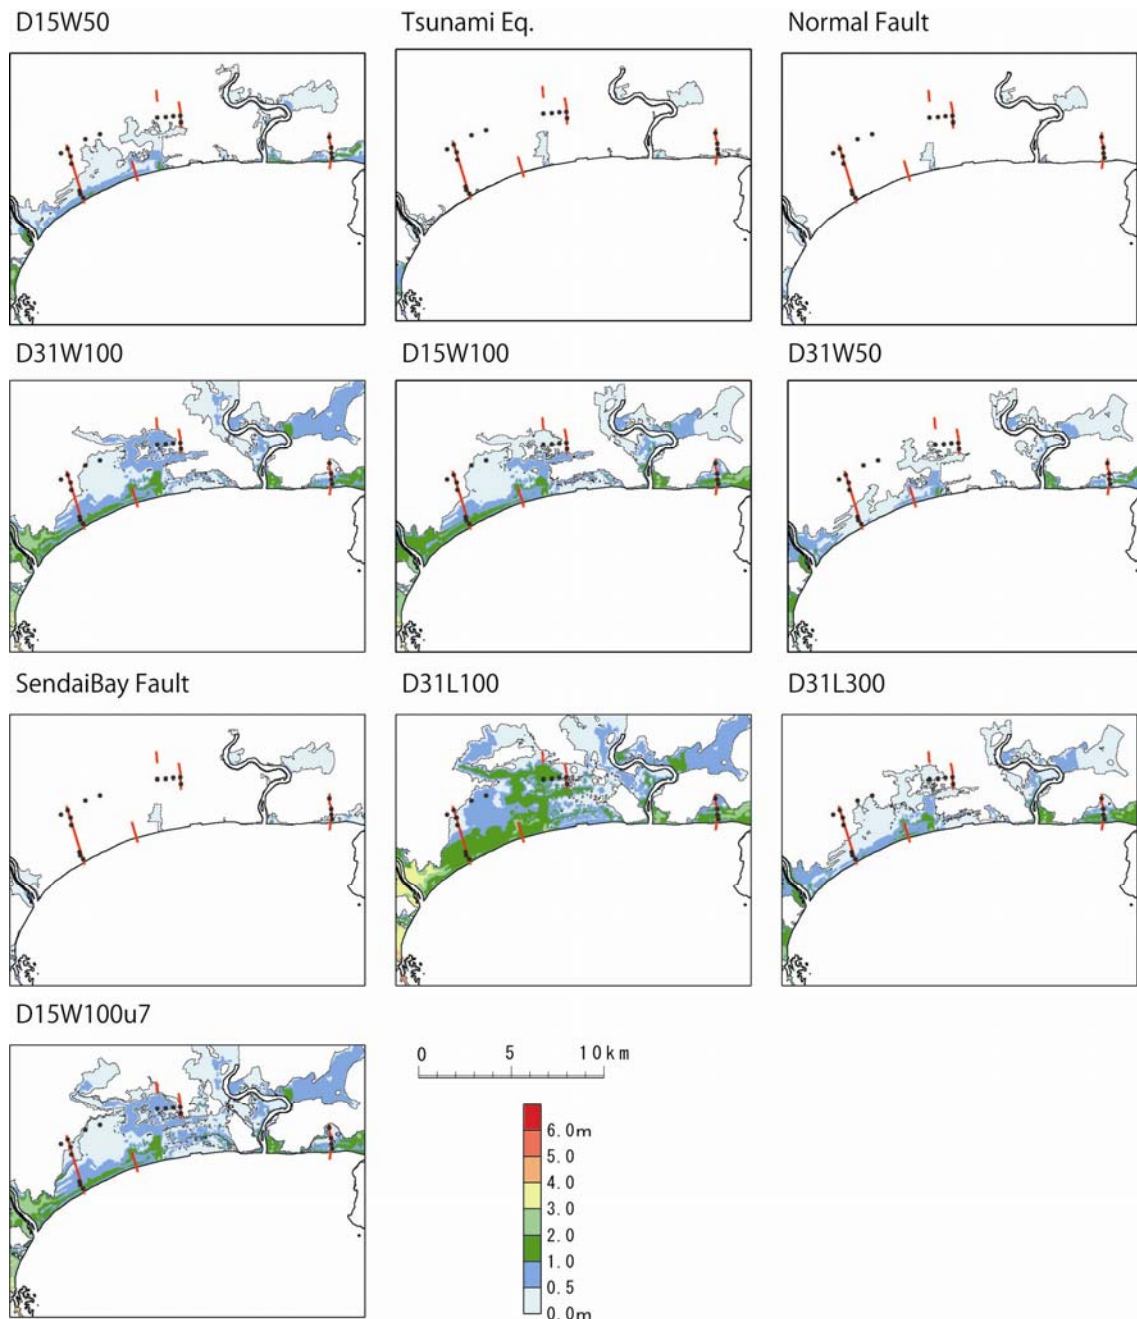 D15W50
Tsunami Eq.
Normal Fault
D31W100
D15W100
D31W50
SendaiBay Fault
D31L100
D31L300
D15W100u7
0 5 10km
6.0m
5.0
4.0
3.0
2.0
1.0
0.5
0.0m